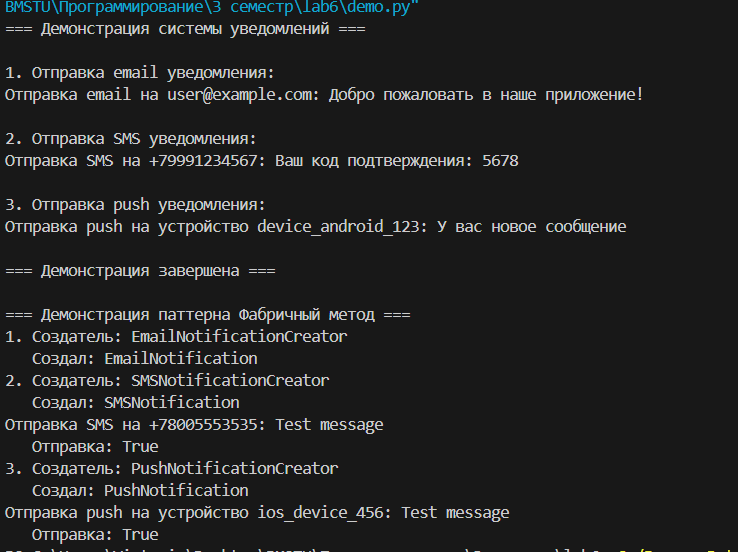 BMSTU\Программирование\3 семестр\lab6\demo.py"
=== Демонстрация системы уведомлений ===
1. Отправка email уведомления:
Отправка email на user@example.com: Добро пожаловать в наше приложение!
2. Отправка SMS уведомления:
Отправка SMS на +79991234567: Ваш код подтверждения: 5678
3. Отправка push уведомления:
Отправка push на устройство device_android_123: У вас новое сообщение
=== Демонстрация завершена ===
=== Демонстрация паттерна Фабричный метод ===
1. Создатель: EmailNotificationCreator
Создал: EmailNotification
2. Создатель: SMSNotificationCreator
Создал: SMSNotification
Отправка SMS на +78005553535: Test message
Отправка: True
3. Создатель: PushNotificationCreator
Создал: PushNotification
Отправка push на устройство ios_device_456: Test message
Отправка: True